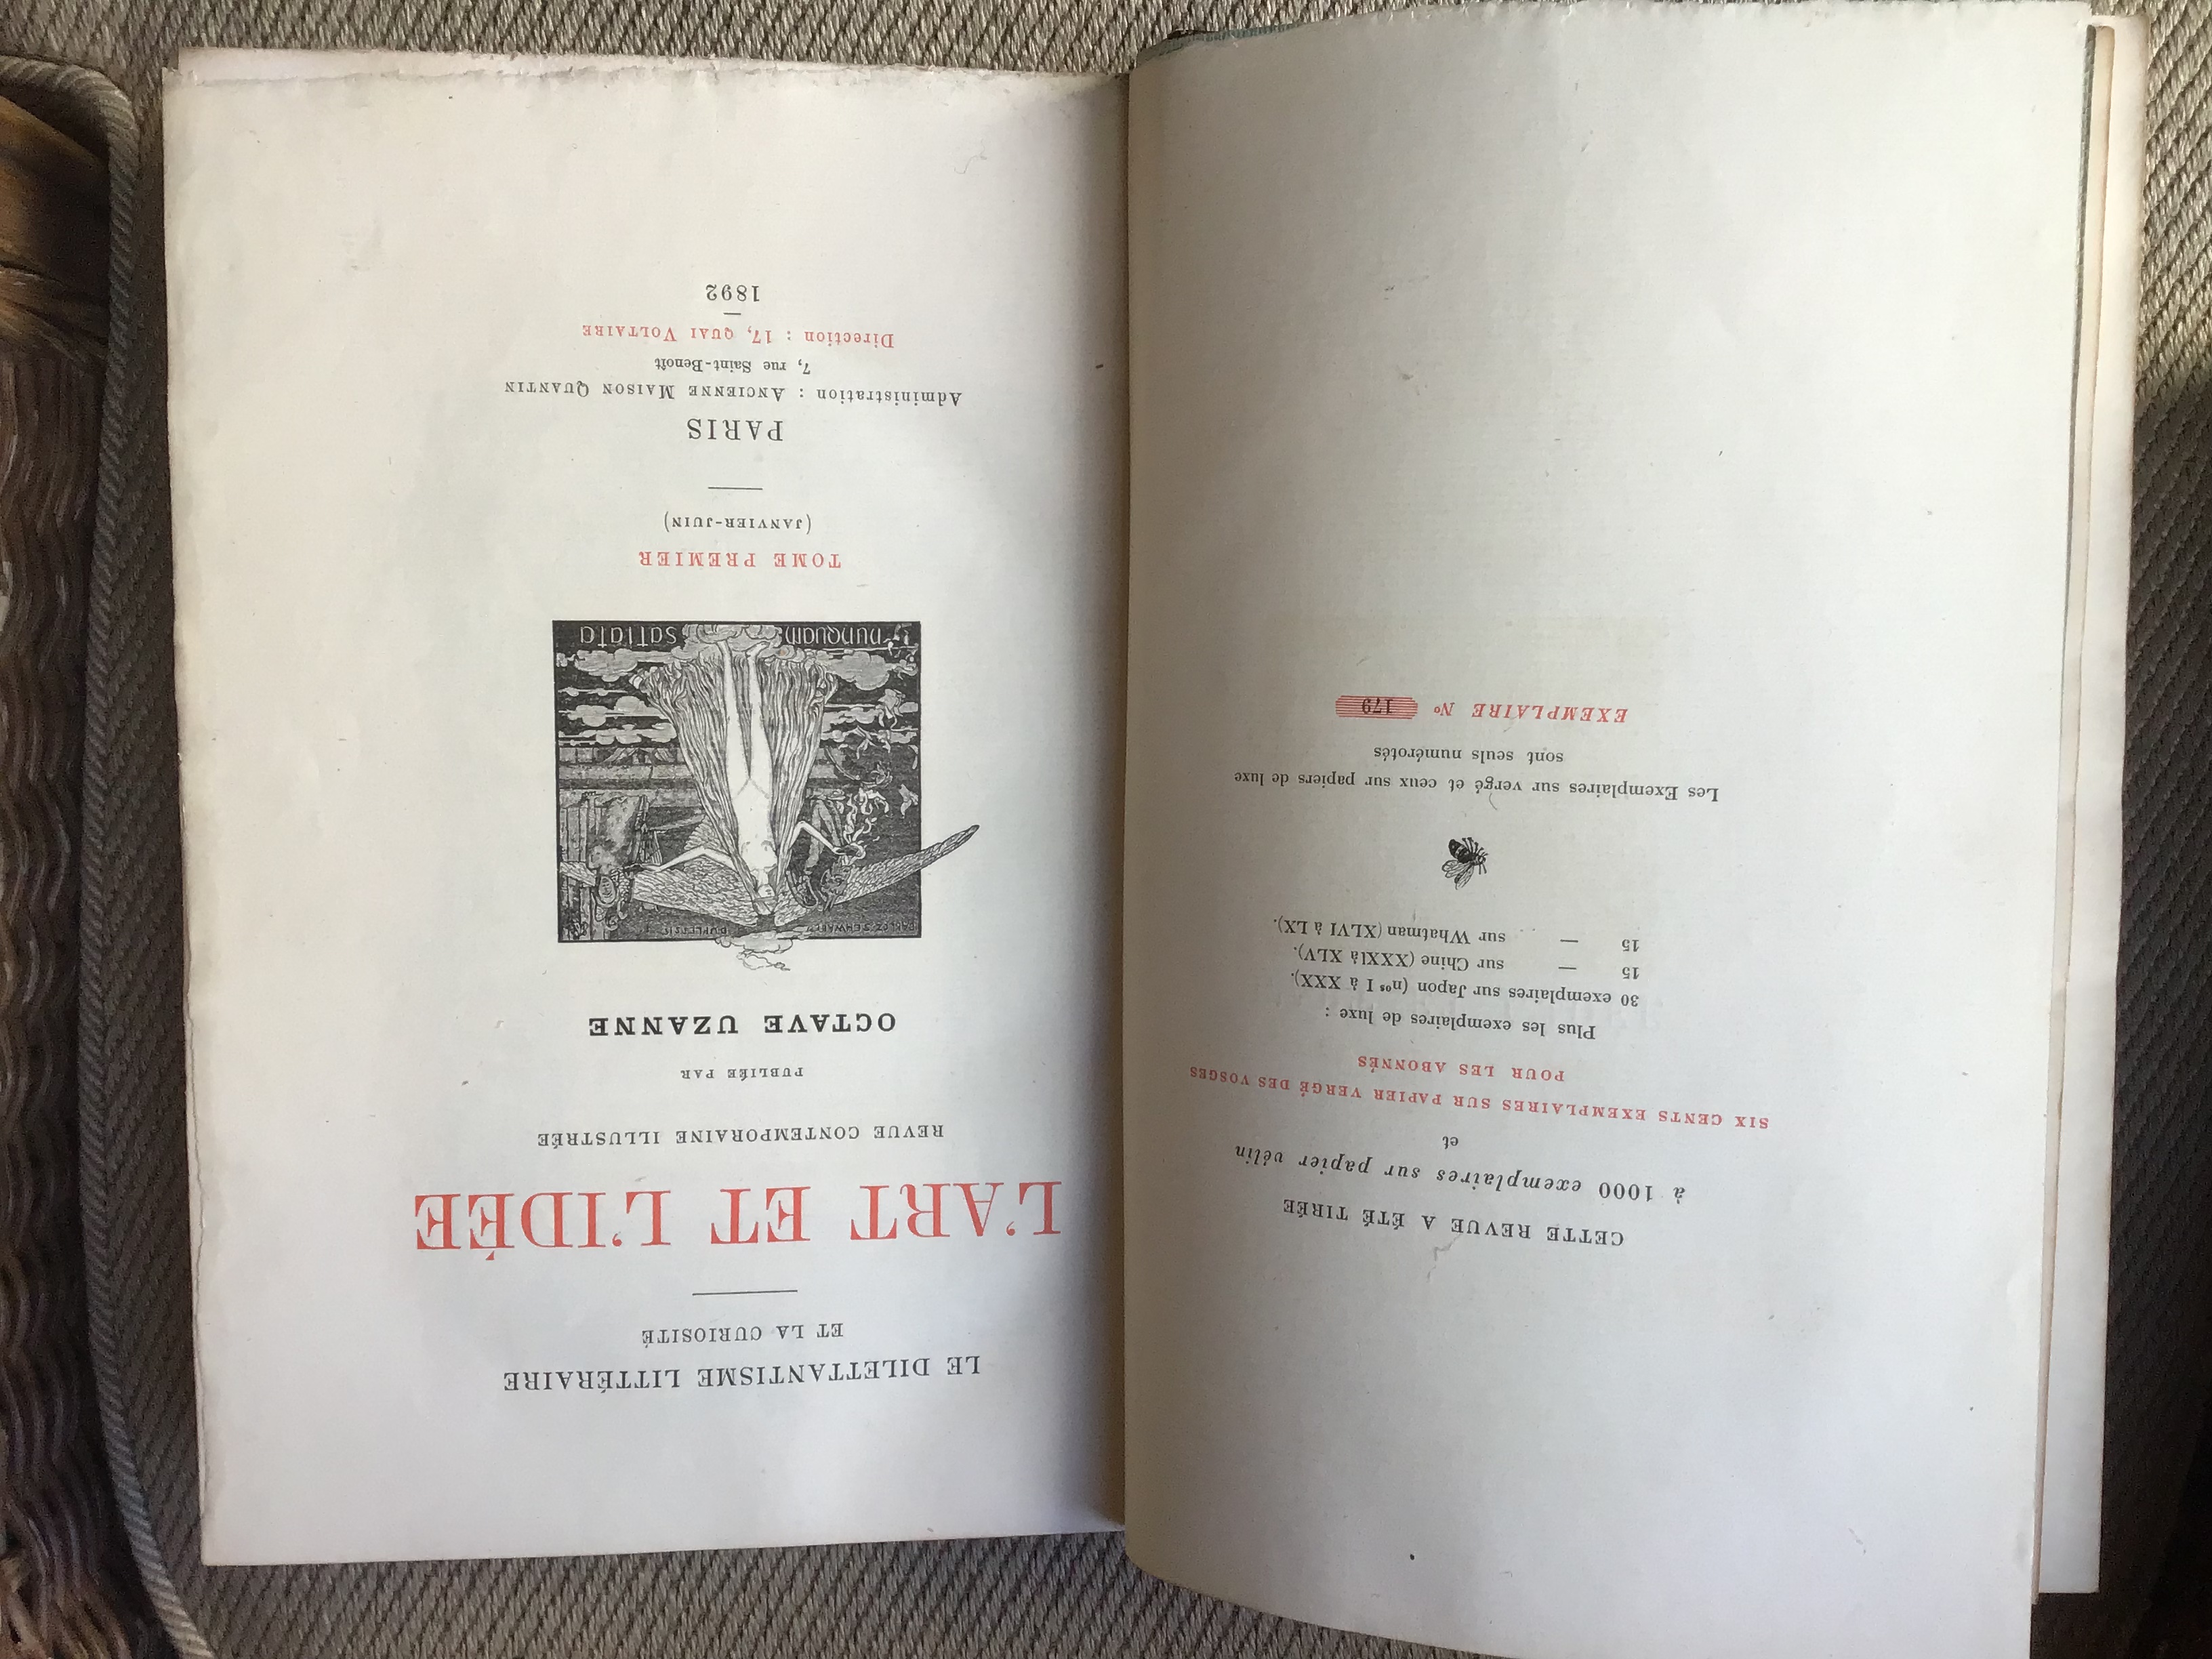 CETTE REVUE A ÉTÉ TIRÉE
à 1000 exemplaires sur papier vélin
et
SIX CENTS EXEMPLAIRES SUR PAPIER VERGÉ DES VOSGES
POUR LES ABONNÉS
Plus les exemplaires de luxe :
30 exemplaires sur Japon (nos I à XXX).
15 — sur Chine (XXXI à XLV).
15 — sur Whatman (XLVI à LX).
Les Exemplaires sur vergé et ceux sur papiers de luxe
sont seuls numérotés
EXEMPLAIRE No 179
LE DILETTANTISME LITTÉRAIRE
ET LA CURIOSITÉ
L'ART ET L'IDÉE
REVUE CONTEMPORAINE ILLUSTRÉE
PUBLIÉE PAR
OCTAVE UZANNE
CARLOZ SCHWABE
nunquam satiata
TOME PREMIER
(JANVIER-JUIN)
PARIS
Administration : ANCIENNE MAISON QUANTIN
7, rue Saint-Benoît
Direction : 17, QUAI VOLTAIRE
1892